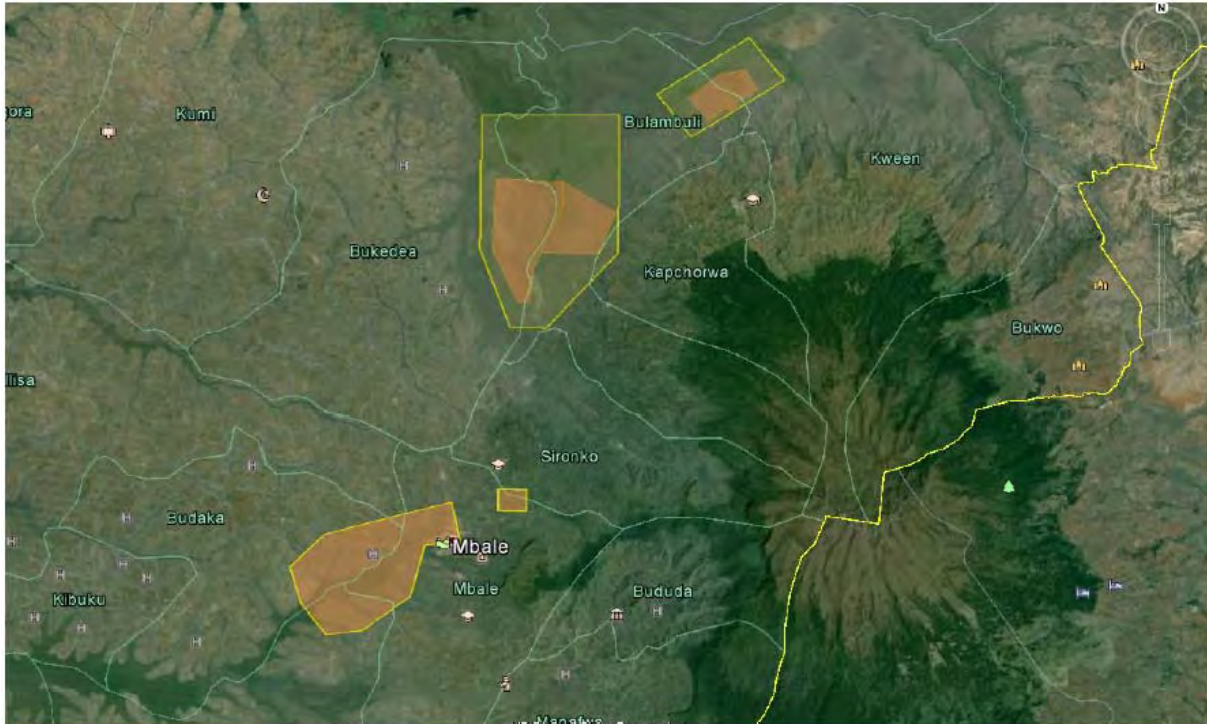 N
Kumi
Bulambuli
Kween
Bukedea
Kapchorwa
Bukwo
Sironko
Budaka
Mbale
Mbale
Bududa
Kibuku